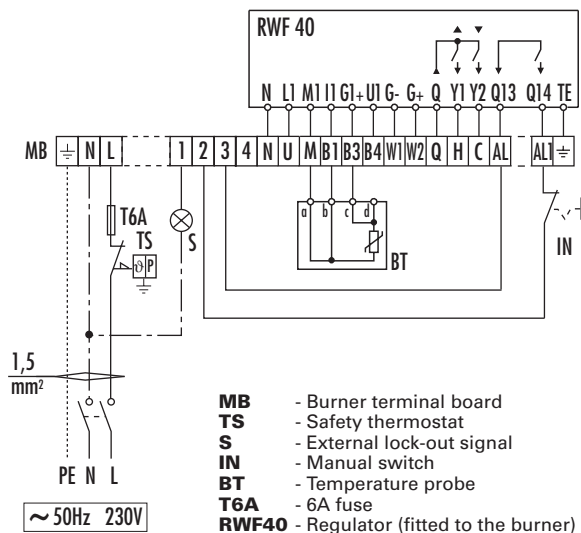 RWF 40
N L1 M1 I1 G1+ U1 G- G+ Q Y1 Y2 Q13 Q14 TE
MB N L 1 2 3 4 N U M B1 B3 B4 W1 W2 Q H C AL AL1
T6A
TS
ϑ P
S
a b c d
BT
IN
1,5
mm²
PE N L
~ 50Hz 230V
MB - Burner terminal board
TS - Safety thermostat
S - External lock-out signal
IN - Manual switch
BT - Temperature probe
T6A - 6A fuse
RWF40 - Regulator (fitted to the burner)